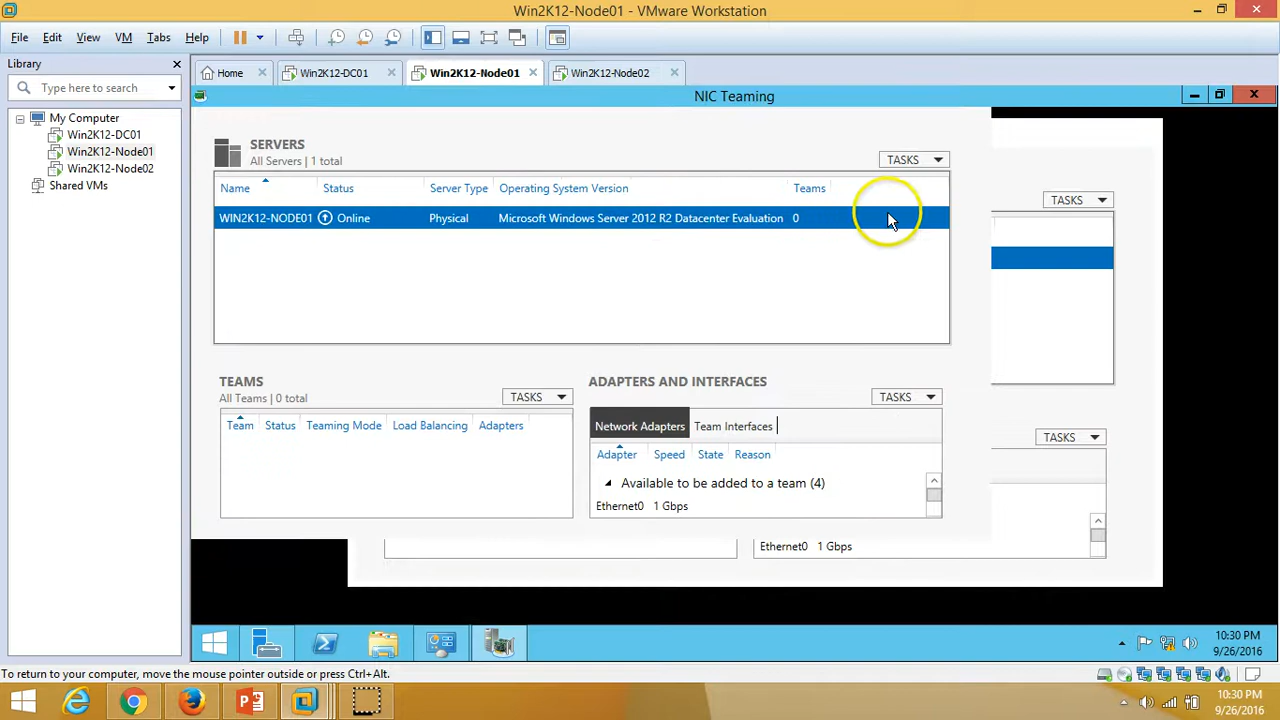 Win2K12-Node01 - VMware Workstation
File Edit View VM Tabs Help
Library
Type here to search
My Computer
Win2K12-DC01
Win2K12-Node01
Win2K12-Node02
Shared VMs
Home Win2K12-DC01 Win2K12-Node01 Win2K12-Node02
NIC Teaming
SERVERS
All Servers | 1 total
TASKS
TASKS
Name Status Server Type Operating System Version Teams
WIN2K12-NODE01 Online Physical Microsoft Windows Server 2012 R2 Datacenter Evaluation 0
TEAMS
All Teams | 0 total
TASKS
Team Status Teaming Mode Load Balancing Adapters
ADAPTERS AND INTERFACES
TASKS
TASKS
Network Adapters Team Interfaces
Adapter Speed State Reason
Available to be added to a team (4)
Ethernet0 1 Gbps
Ethernet0 1 Gbps
10:30 PM
9/26/2016
To return to your computer, move the mouse pointer outside or press Ctrl+Alt.
10:30 PM
9/26/2016